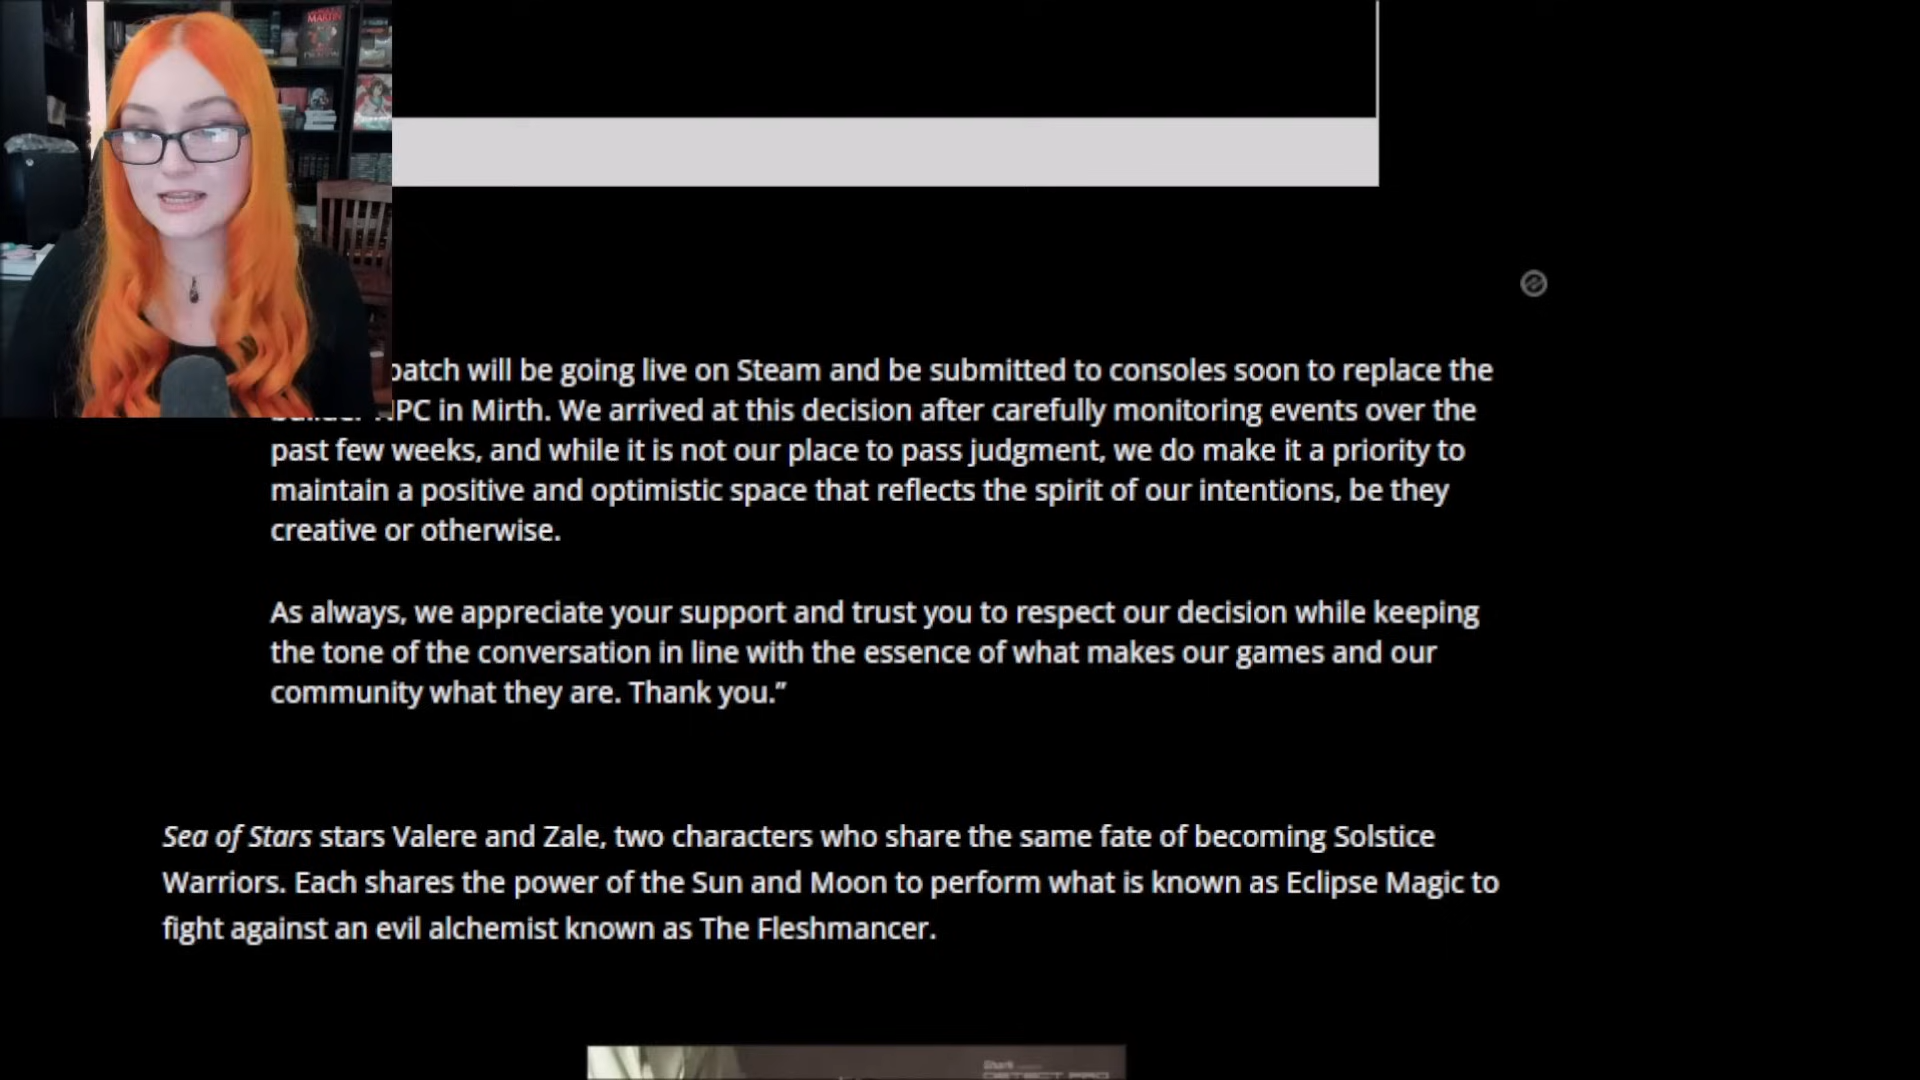 MARTIN
patch will be going live on Steam and be submitted to consoles soon to replace the
builder NPC in Mirth. We arrived at this decision after carefully monitoring events over the
past few weeks, and while it is not our place to pass judgment, we do make it a priority to
maintain a positive and optimistic space that reflects the spirit of our intentions, be they
creative or otherwise.
As always, we appreciate your support and trust you to respect our decision while keeping
the tone of the conversation in line with the essence of what makes our games and our
community what they are. Thank you.”
Sea of Stars stars Valere and Zale, two characters who share the same fate of becoming Solstice
Warriors. Each shares the power of the Sun and Moon to perform what is known as Eclipse Magic to
fight against an evil alchemist known as The Fleshmancer.
Shark
DETECT PRO